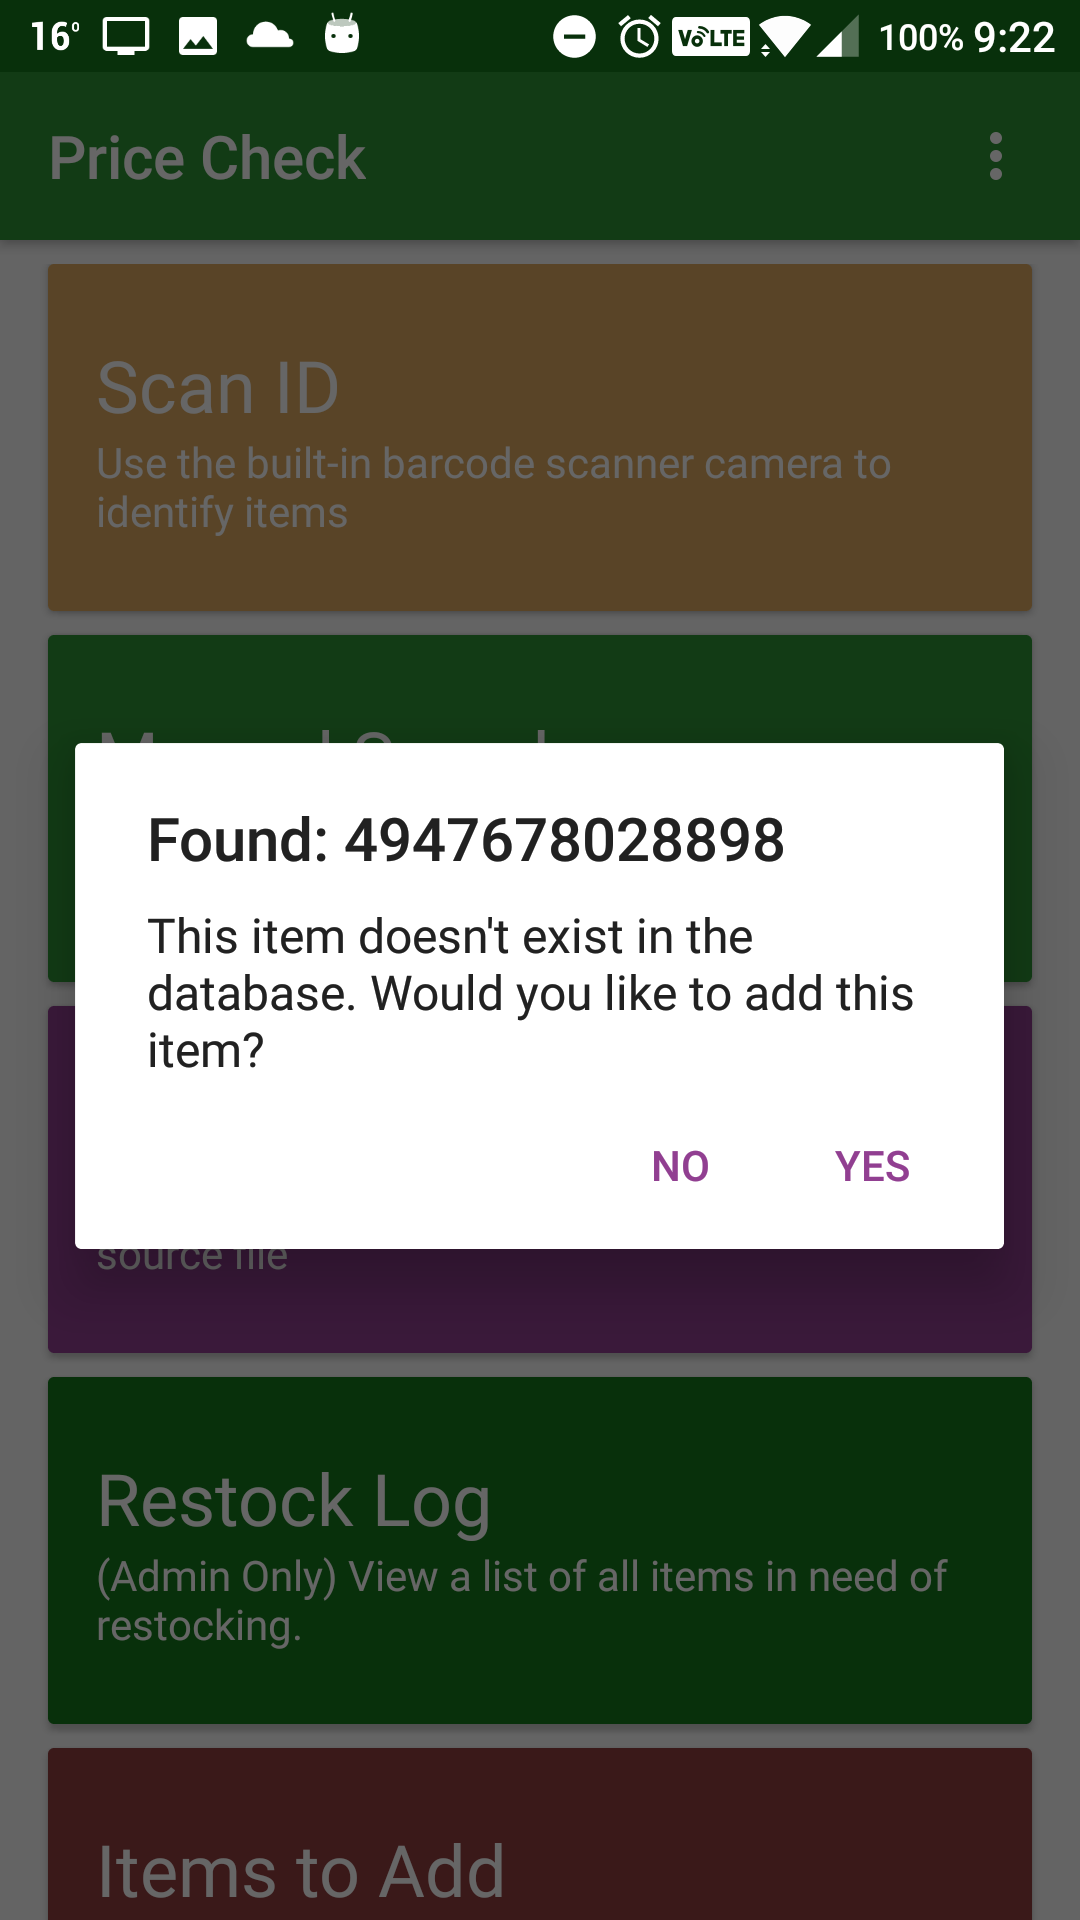 16° VoLTE 100% 9:22
Price Check
Scan ID
Use the built-in barcode scanner camera to
identify items
Found: 4947678028898
This item doesn't exist in the
database. Would you like to add this
item?
NO YES
source file
Restock Log
(Admin Only) View a list of all items in need of
restocking.
Items to Add